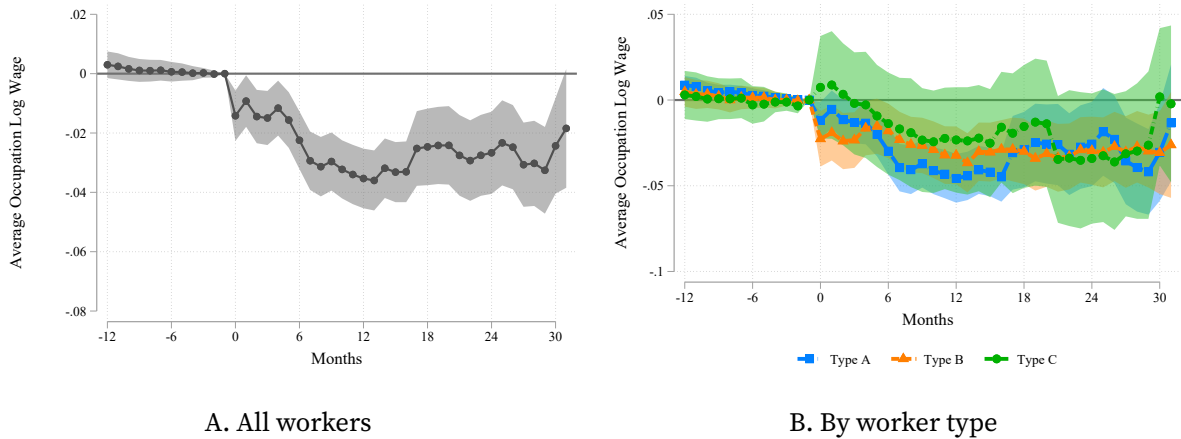 .02
0
-.02
-.04
-.06
-.08
Average Occupation Log Wage
-12 -6 0 6 12 18 24 30
Months
A. All workers
.05
0
-.05
-.1
Average Occupation Log Wage
-12 -6 0 6 12 18 24 30
Months
Type A Type B Type C
B. By worker type